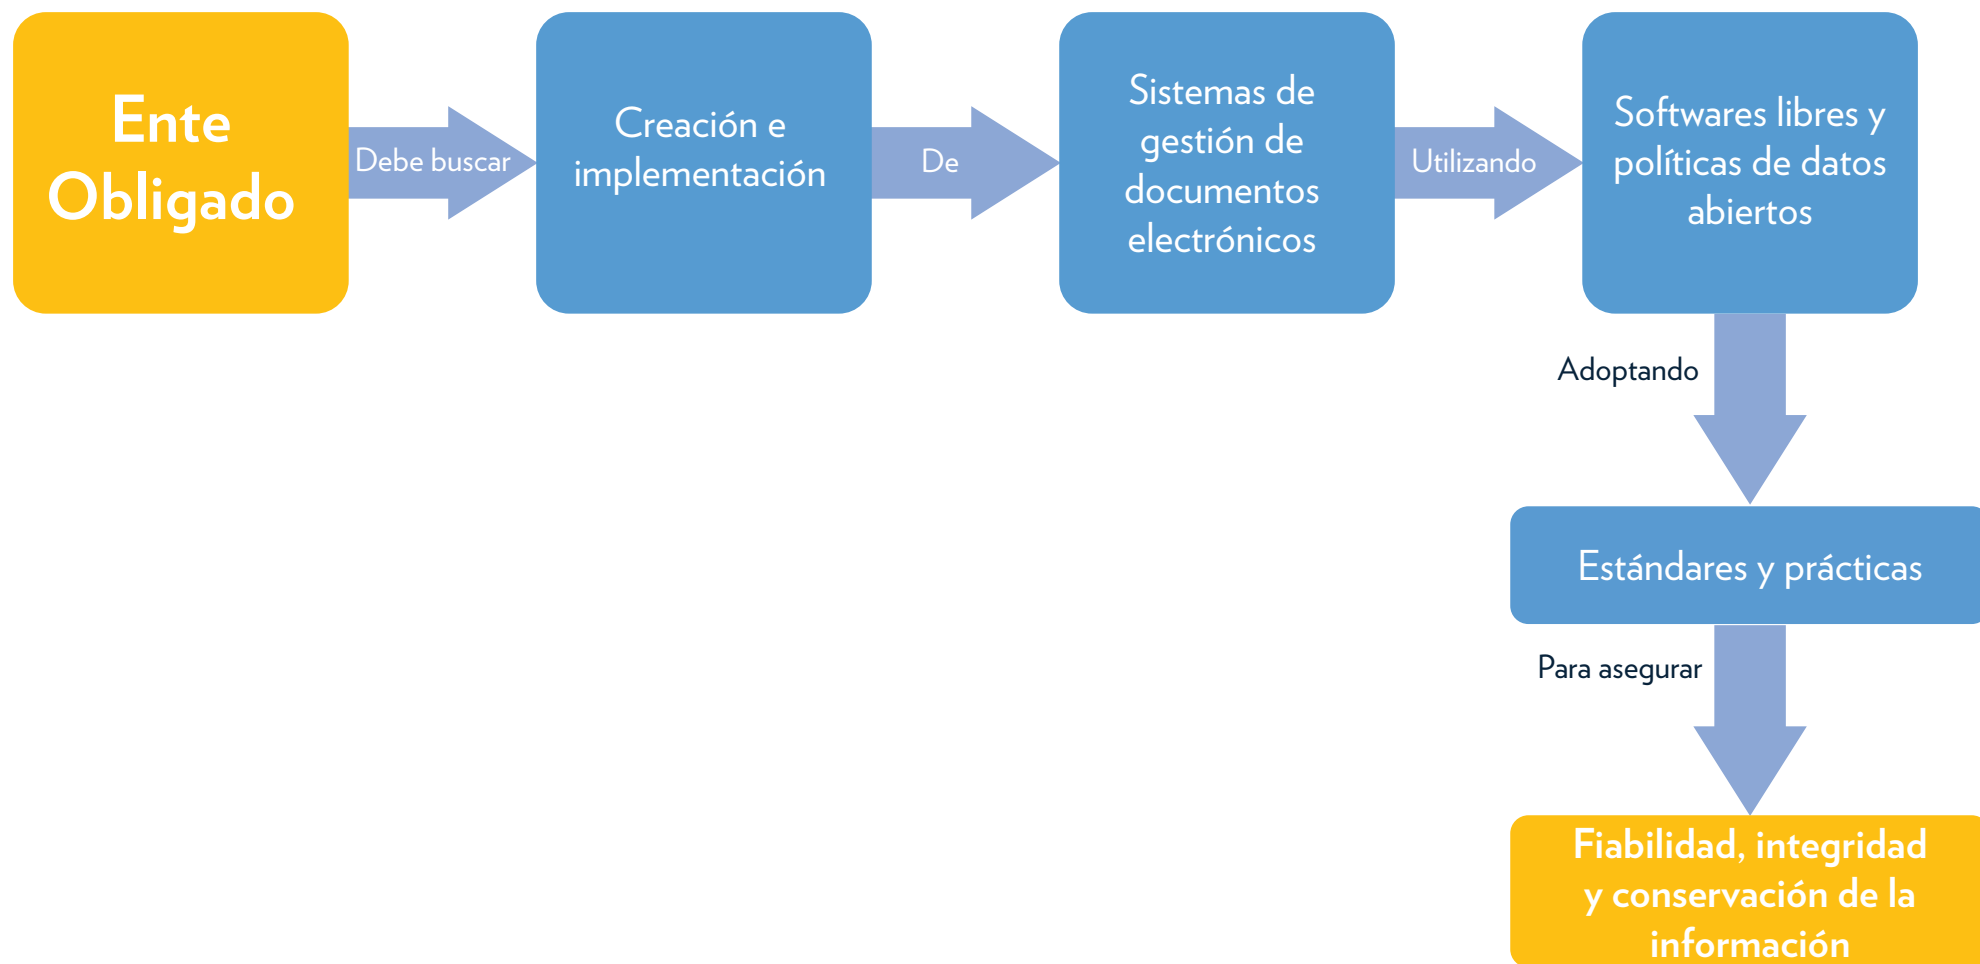 Ente
Obligado
Debe buscar
Creación e
implementación
De
Sistemas de
gestión de
documentos
electrónicos
Utilizando
Softwares libres y
políticas de datos
abiertos
Adoptando
Estándares y prácticas
Para asegurar
Fiabilidad, integridad
y conservación de la
información